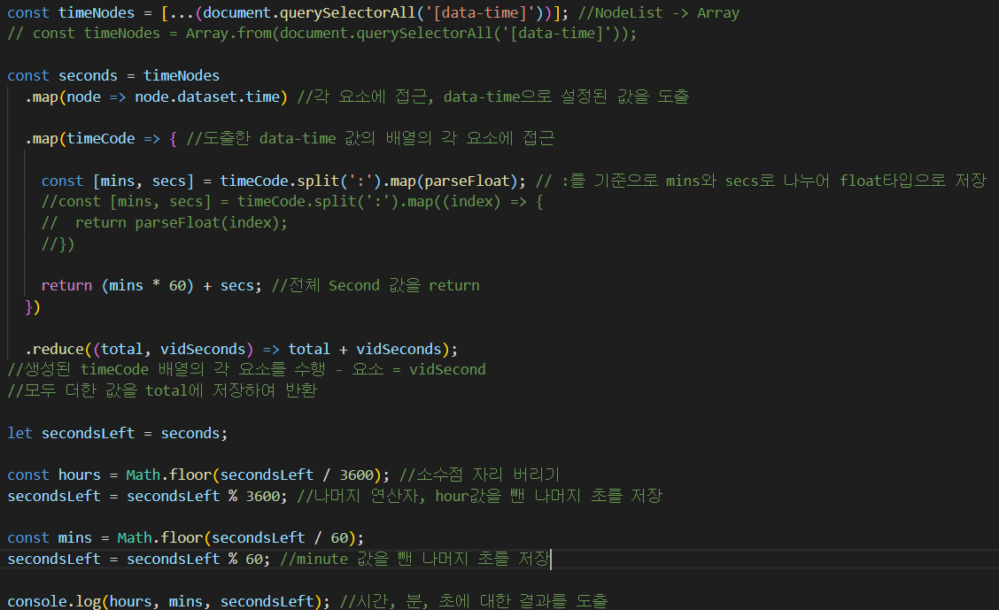 const timeNodes = [...(document.querySelectorAll('[data-time]'))]; //NodeList -> Array
// const timeNodes = Array.from(document.querySelectorAll('[data-time]'));
const seconds = timeNodes
.map(node => node.dataset.time) //각 요소에 접근, data-time으로 설정된 값을 도출
.map(timeCode => { //도출한 data-time 값의 배열의 각 요소에 접근
const [mins, secs] = timeCode.split(':').map(parseFloat); // :를 기준으로 mins와 secs로 나누어 float타입으로 저장
//const [mins, secs] = timeCode.split(':').map((index) => {
//  return parseFloat(index);
//})
return (mins * 60) + secs; //전체 Second 값을 return
})
.reduce((total, vidSeconds) => total + vidSeconds);
//생성된 timeCode 배열의 각 요소를 수행 - 요소 = vidSecond
//모두 더한 값을 total에 저장하여 반환
let secondsLeft = seconds;
const hours = Math.floor(secondsLeft / 3600); //소수점 자리 버리기
secondsLeft = secondsLeft % 3600; //나머지 연산자, hour값을 뺀 나머지 초를 저장
const mins = Math.floor(secondsLeft / 60);
secondsLeft = secondsLeft % 60; //minute 값을 뺀 나머지 초를 저장
console.log(hours, mins, secondsLeft); //시간, 분, 초에 대한 결과를 도출